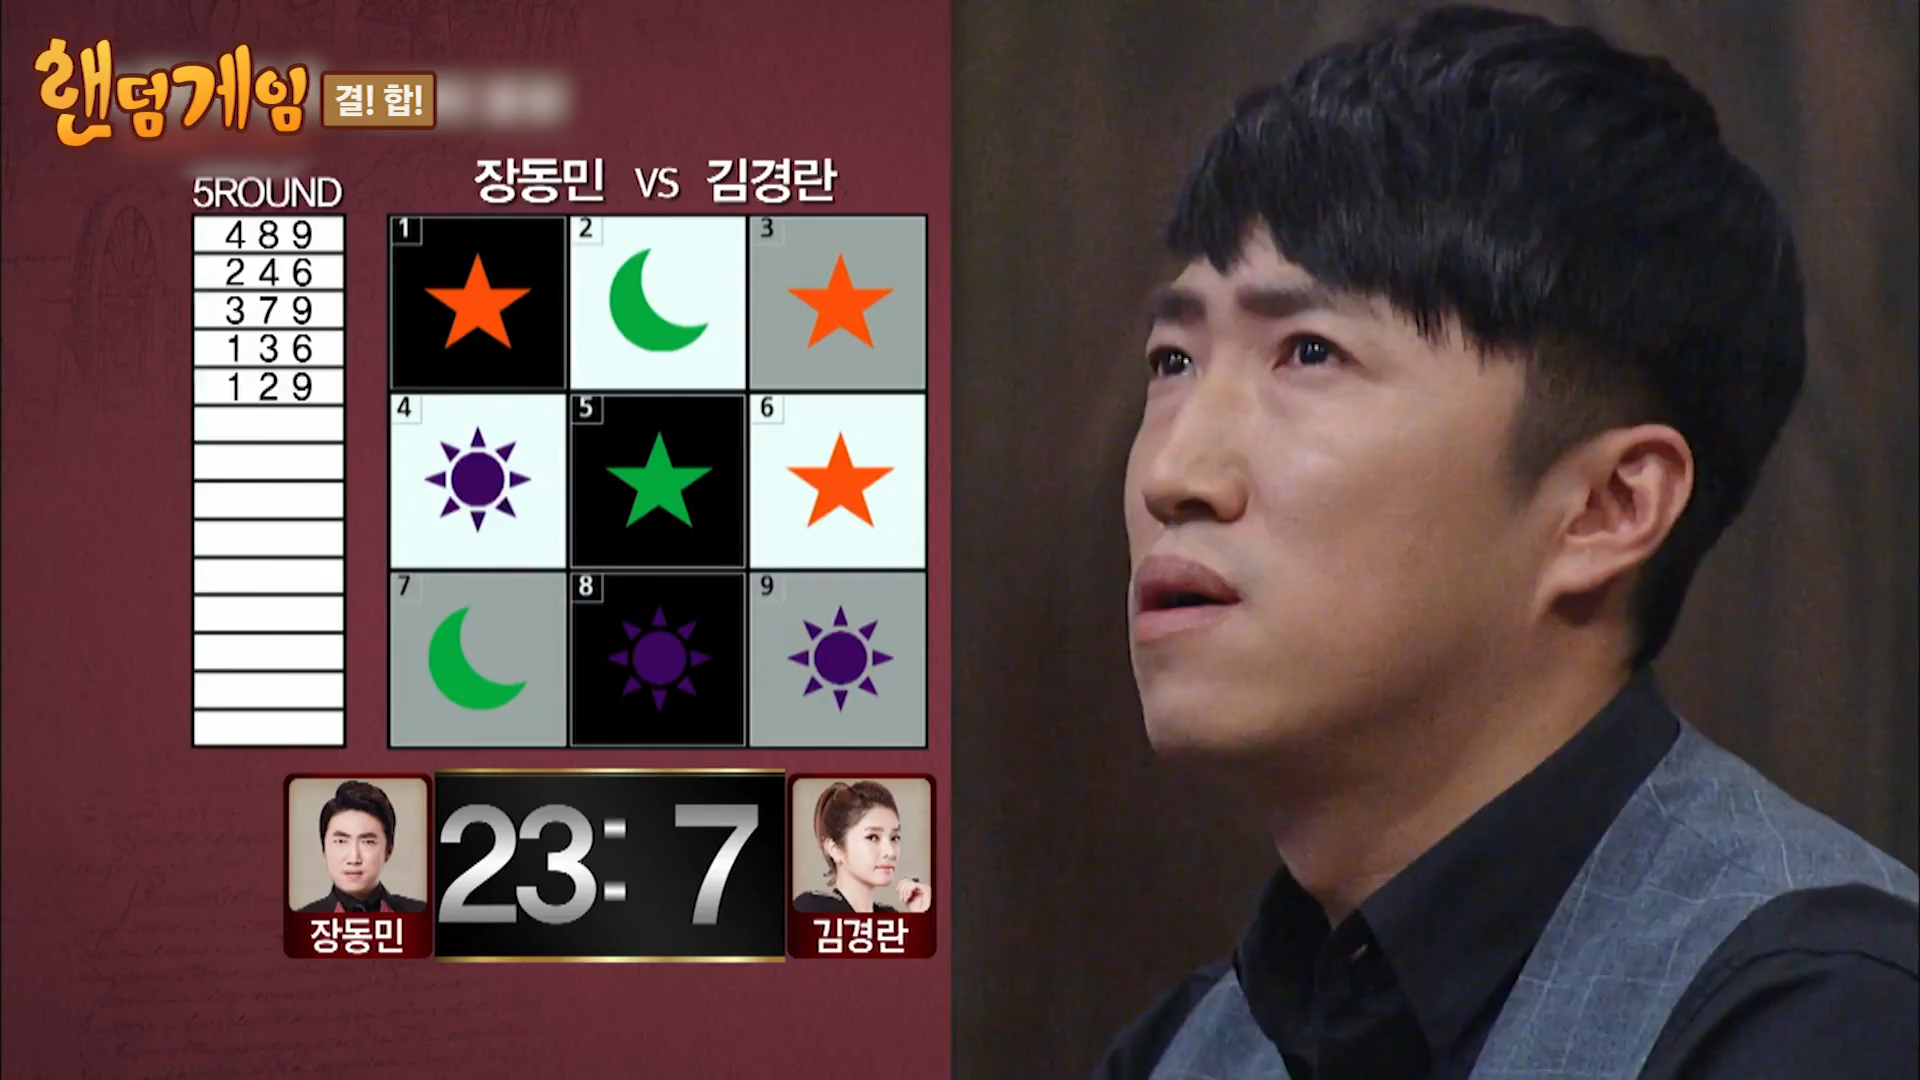 핸덤게임 결! 합!
5ROUND
장동민 VS 김경란
4 8 9
2 4 6
3 7 9
1 3 6
1 2 9
1 2 3
4 5 6
7 8 9
23 : 7
장동민 김경란